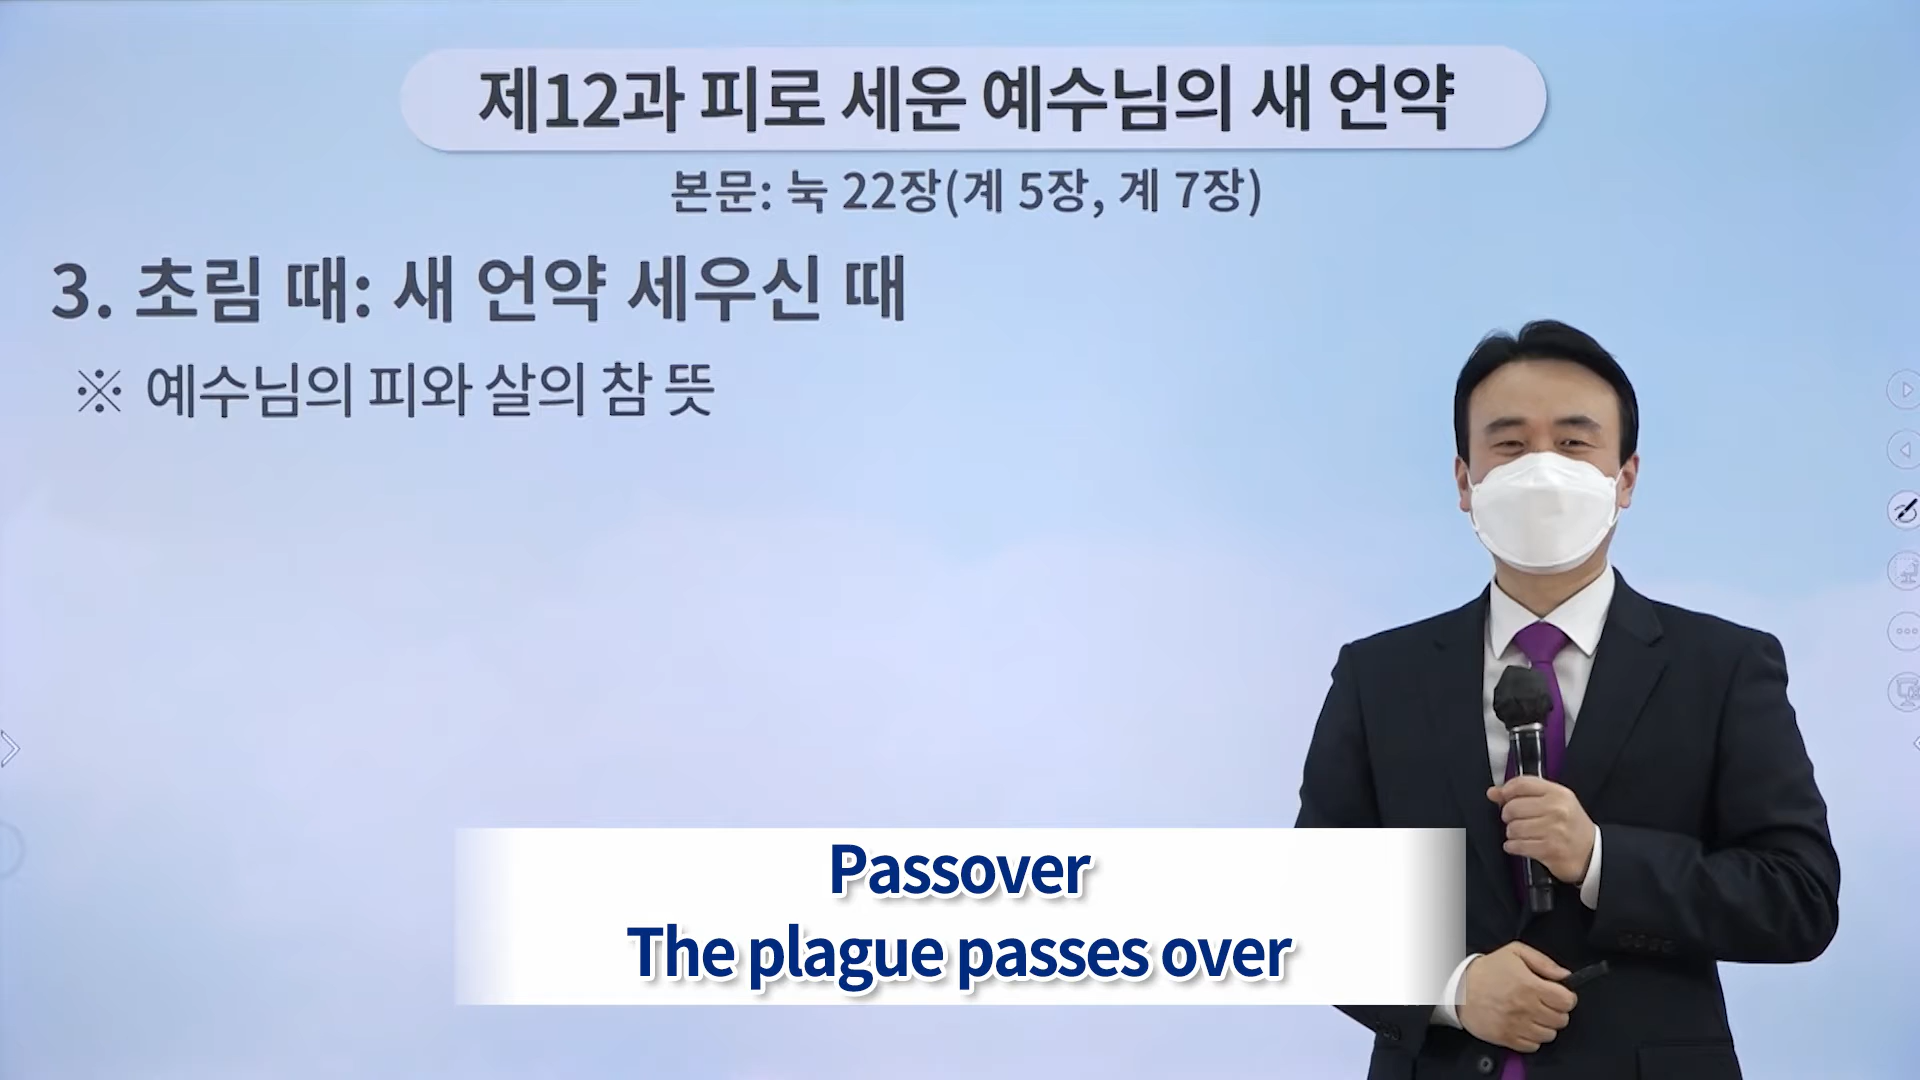 제12과 피로 세운 예수님의 새 언약
본문: 눅 22장(계 5장, 계 7장)
3. 초림 때: 새 언약 세우신 때
※ 예수님의 피와 살의 참 뜻
Passover
The plague passes over